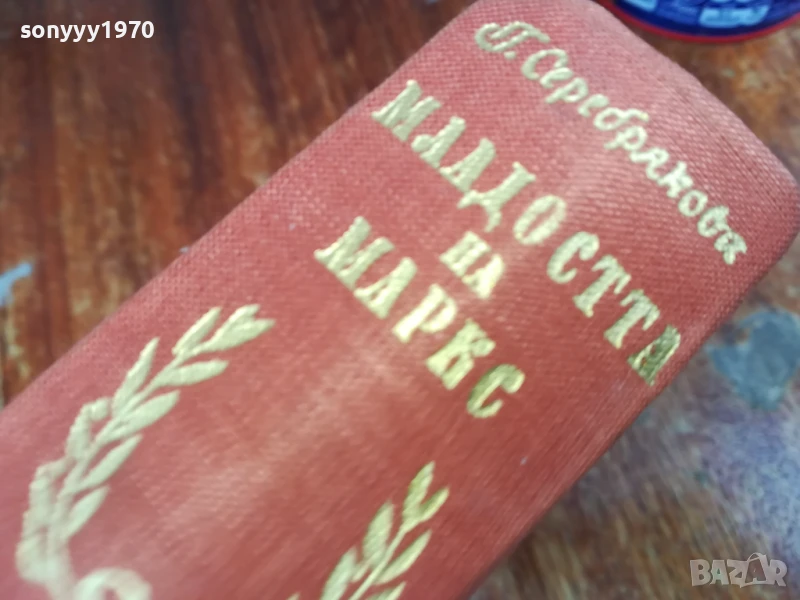 sonyyy1970
Г. Серебрякова
МЛАДОСТТА
НА
МАРКС
BAZAR